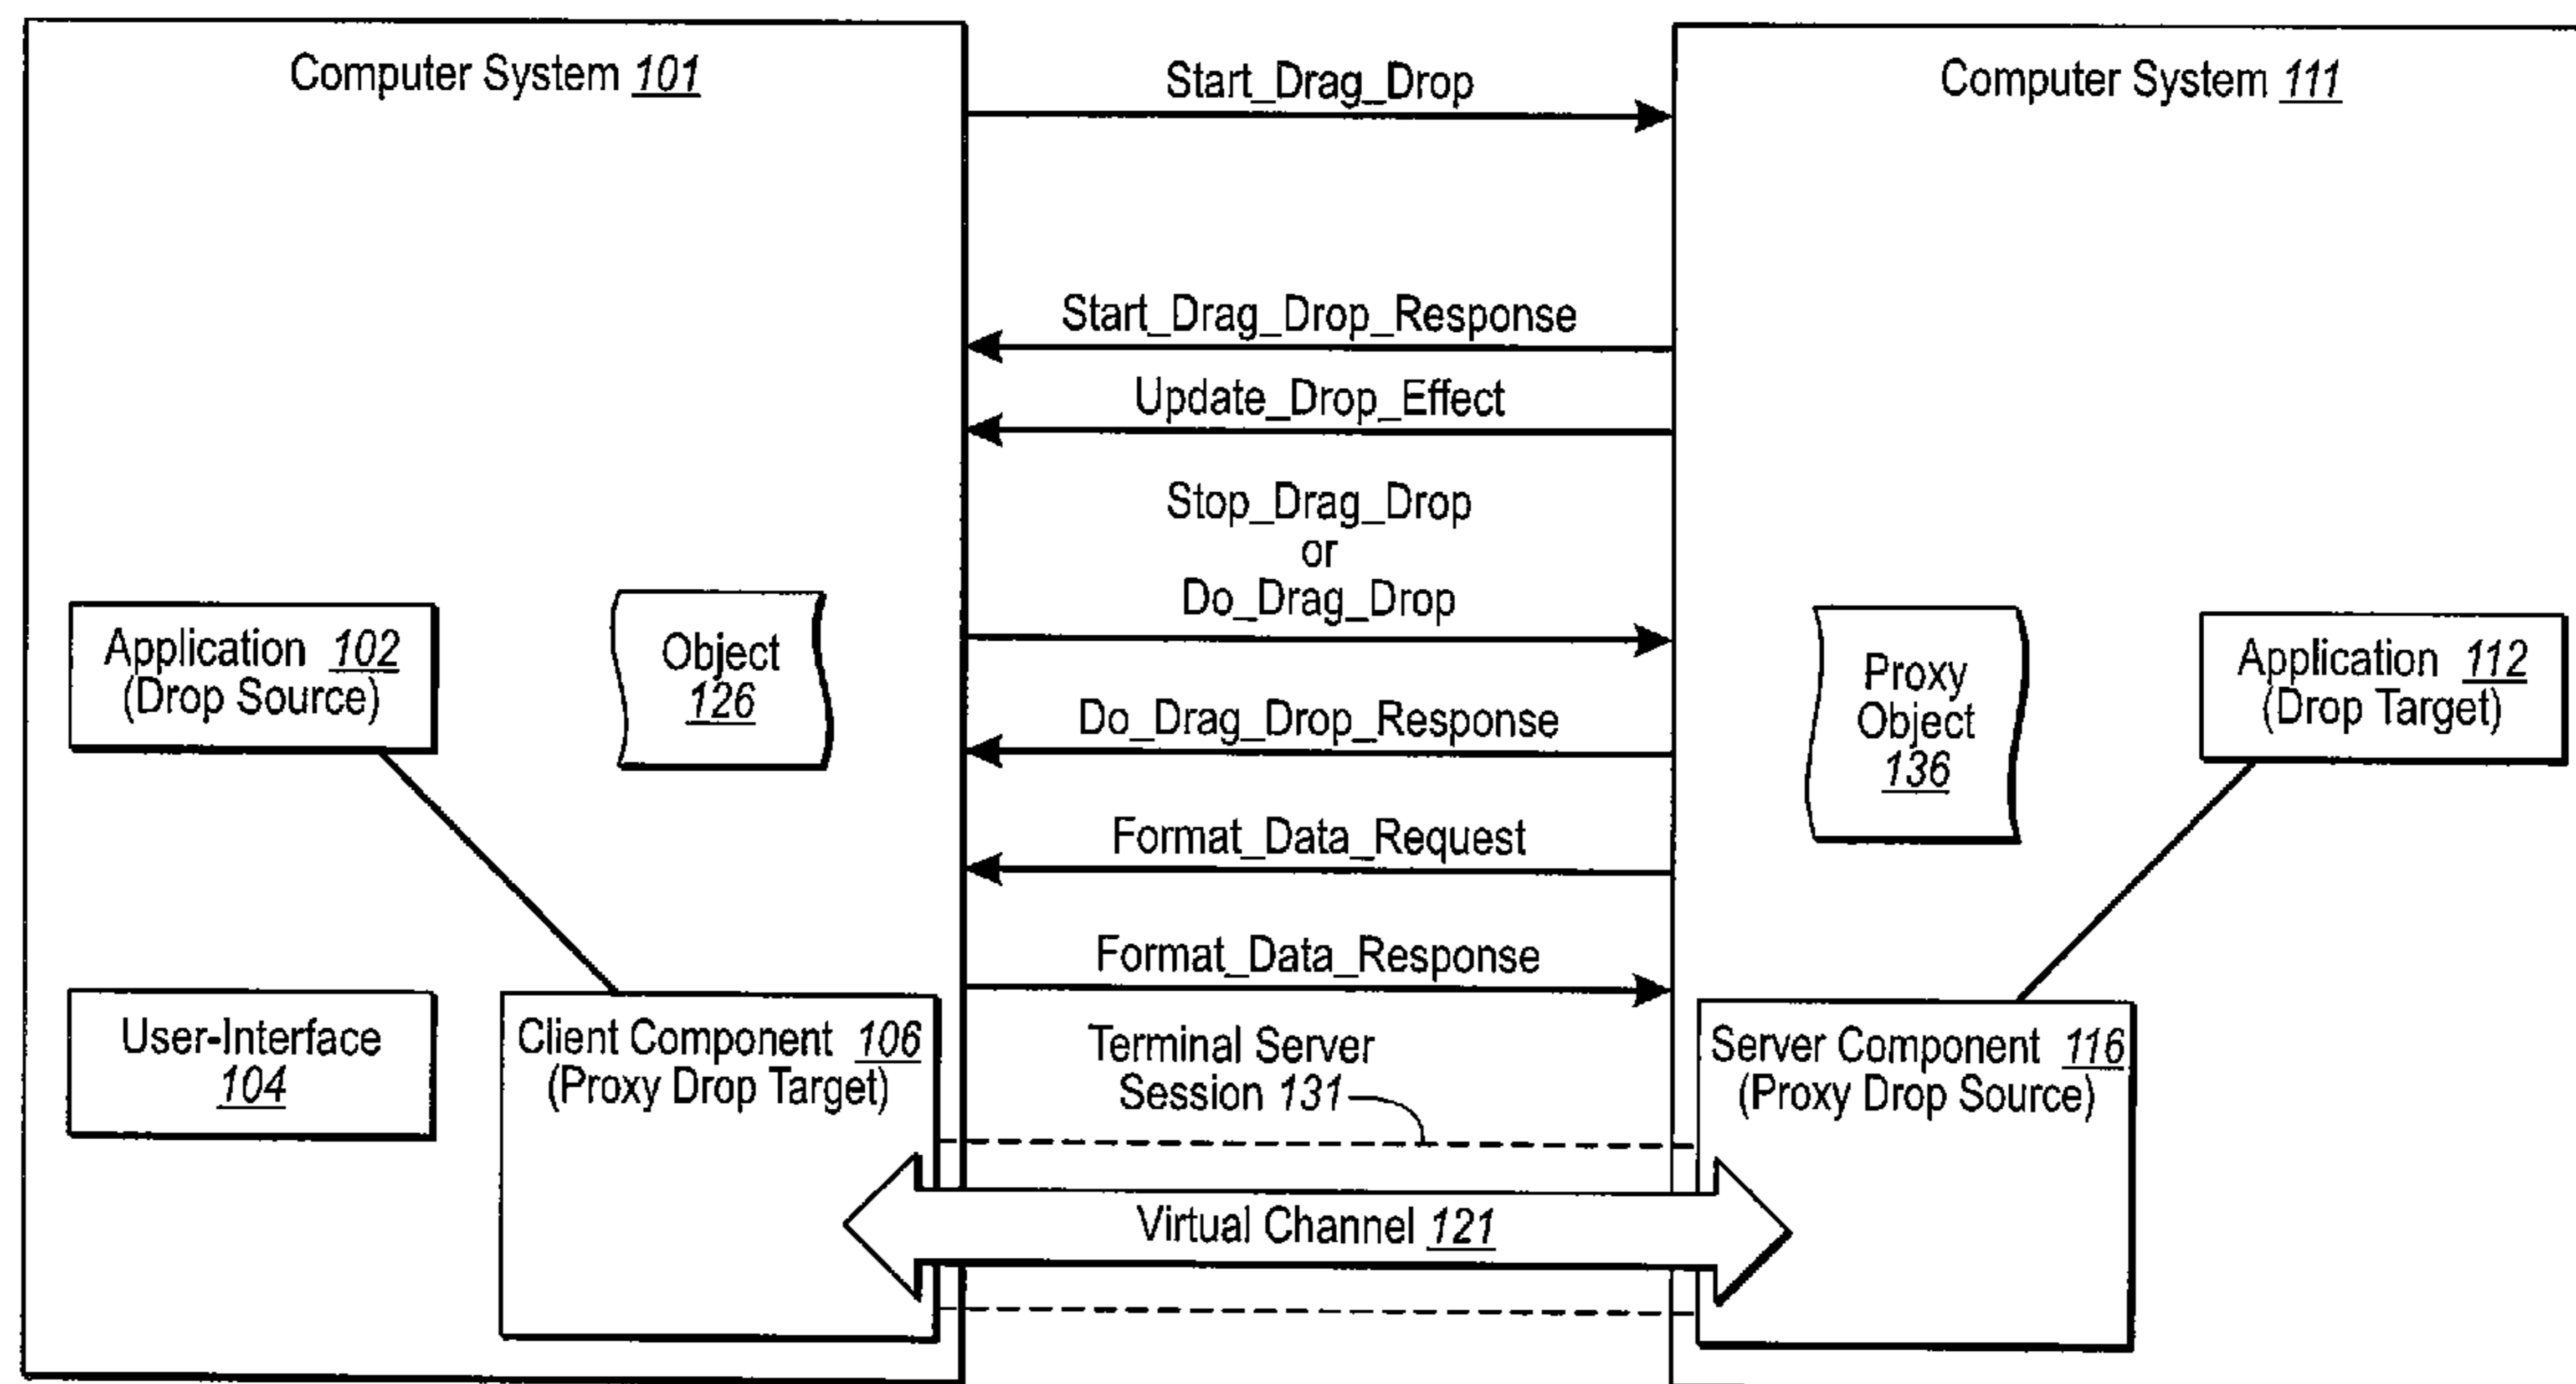 Computer System 101
Start_Drag_Drop
Computer System 111
Start_Drag_Drop_Response
Update_Drop_Effect
Stop_Drag_Drop
or
Do_Drag_Drop
Application 102
(Drop Source)
Object
126
Do_Drag_Drop_Response
Proxy
Object
136
Application 112
(Drop Target)
Format_Data_Request
Format_Data_Response
User-Interface
104
Client Component 106
(Proxy Drop Target)
Terminal Server
Session 131
Server Component 116
(Proxy Drop Source)
Virtual Channel 121